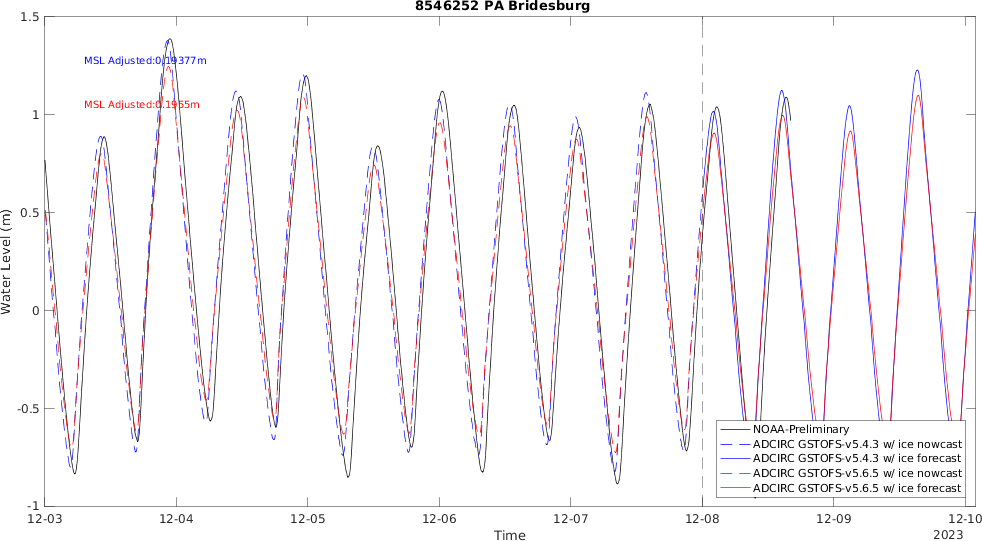 8546252 PA Bridesburg
1.5
1
0.5
0
-0.5
-1
Water Level (m)
MSL Adjusted:0.19377m
MSL Adjusted:0.1965m
NOAA-Preliminary
ADCIRC GSTOFS-v5.4.3 w/ ice nowcast
ADCIRC GSTOFS-v5.4.3 w/ ice forecast
ADCIRC GSTOFS-v5.6.5 w/ ice nowcast
ADCIRC GSTOFS-v5.6.5 w/ ice forecast
12-03 12-04 12-05 12-06 12-07 12-08 12-09 12-10
Time
2023